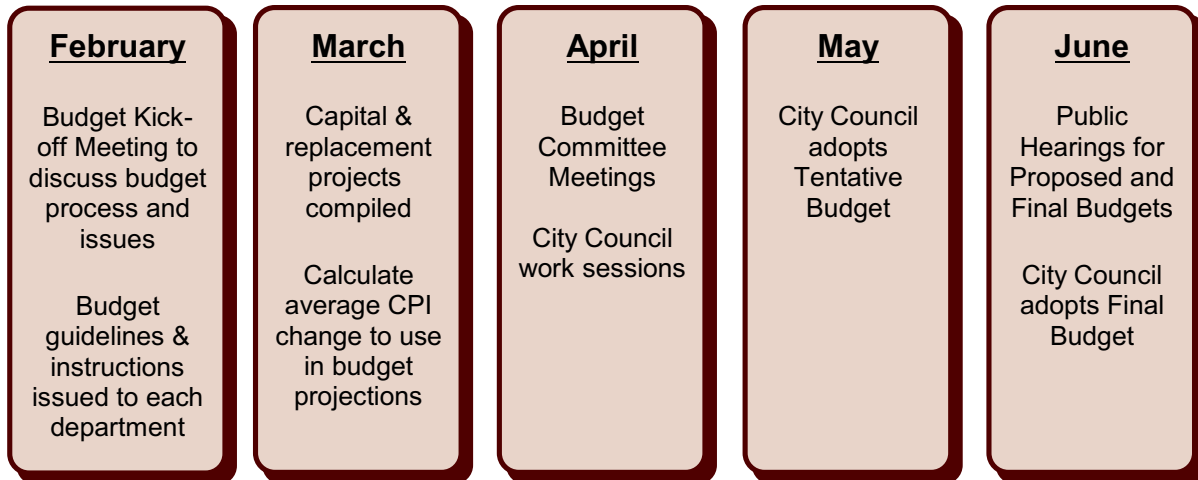 February
Budget Kick-
off Meeting to
discuss budget
process and
issues
Budget
guidelines &
instructions
issued to each
department
March
Capital &
replacement
projects
compiled
Calculate
average CPI
change to use
in budget
projections
April
Budget
Committee
Meetings
City Council
work sessions
May
City Council
adopts
Tentative
Budget
June
Public
Hearings for
Proposed and
Final Budgets
City Council
adopts Final
Budget